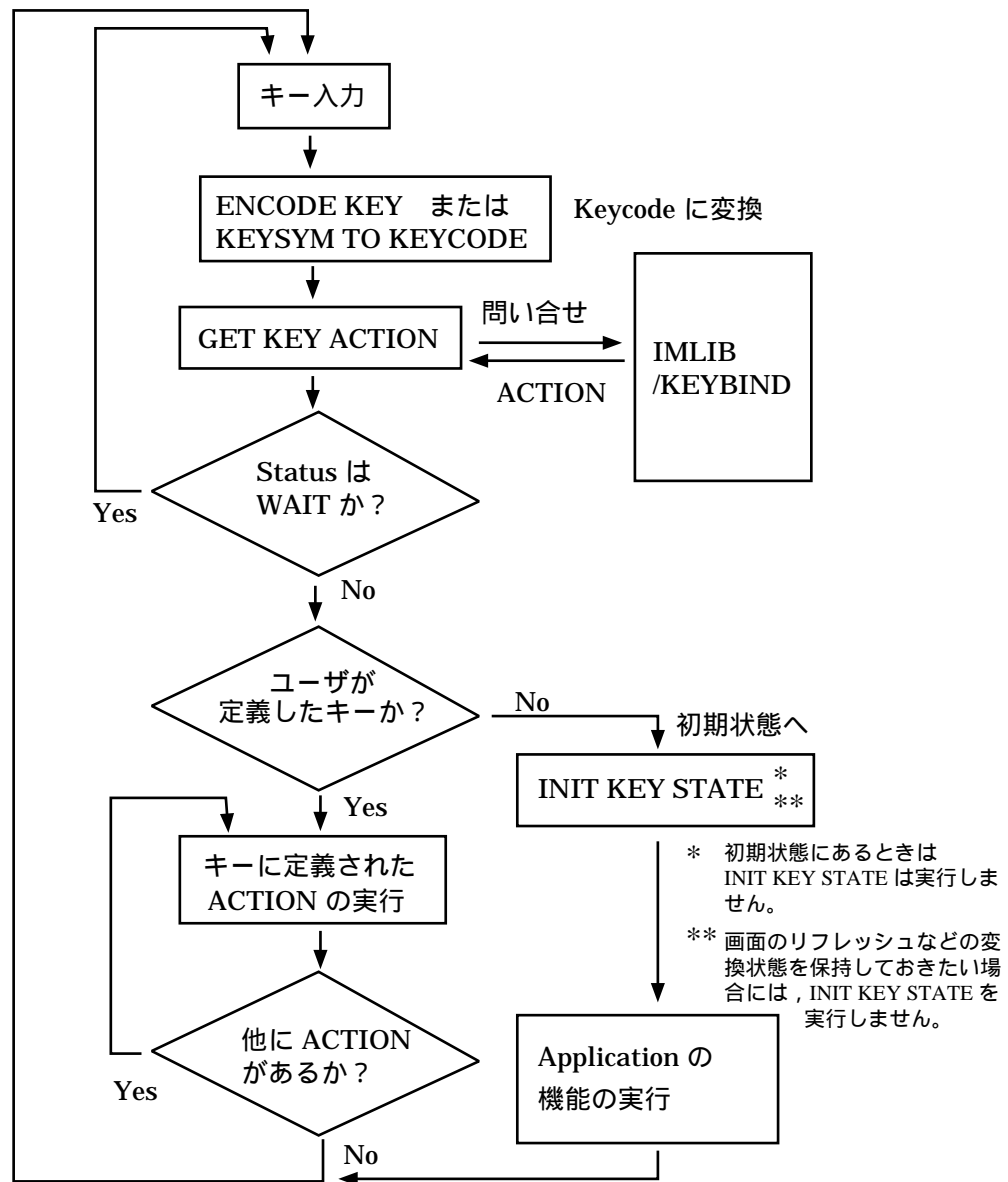 キー入力
ENCODE KEY　または
KEYSYM TO KEYCODE
Keycode に変換
GET KEY ACTION
問い合せ
ACTION
IMLIB
/KEYBIND
Status は
WAIT か？
Yes
No
ユーザが
定義したキーか？
No
初期状態へ
INIT KEY STATE *
**
Yes
キーに定義された
ACTION の実行
* 初期状態にあるときは
INIT KEY STATE は実行しま
せん。
** 画面のリフレッシュなどの変
換状態を保持しておきたい場
合には , INIT KEY STATE を
実行しません。
他に ACTION
があるか？
Yes
Application の
機能の実行
No